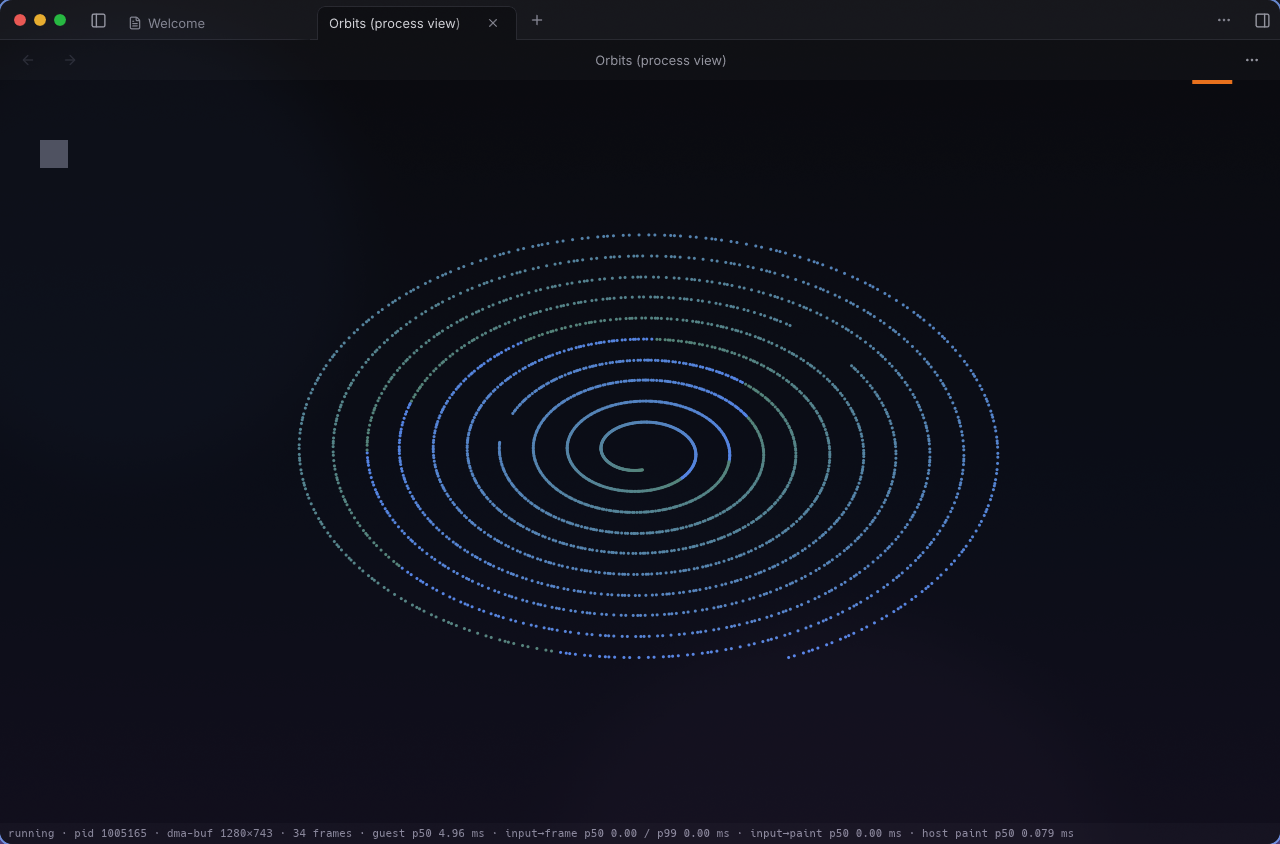 Welcome
Orbits (process view)
Orbits (process view)
running · pid 1005165 · dma-buf 1280×743 · 34 frames · guest p50 4.96 ms · input→frame p50 0.00 / p99 0.00 ms · input→paint p50 0.00 ms · host paint p50 0.079 ms